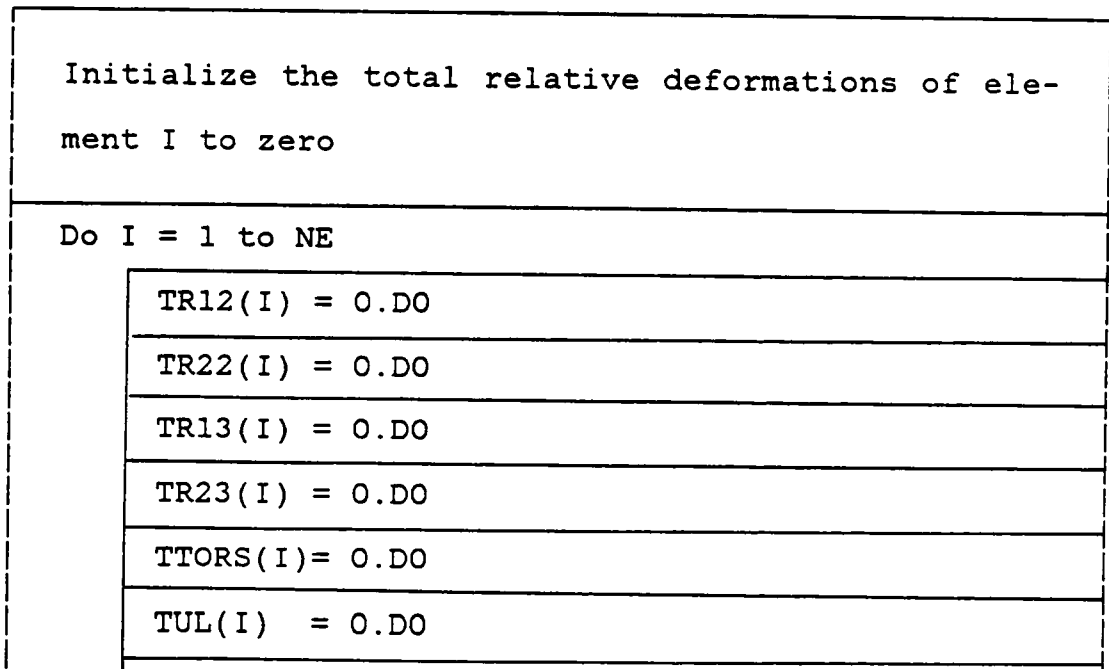 Initialize the total relative deformations of ele-
ment I to zero
Do I = 1 to NE
TR12(I) = 0.D0
TR22(I) = 0.D0
TR13(I) = 0.D0
TR23(I) = 0.D0
TTORS(I)= 0.D0
TUL(I) = 0.D0